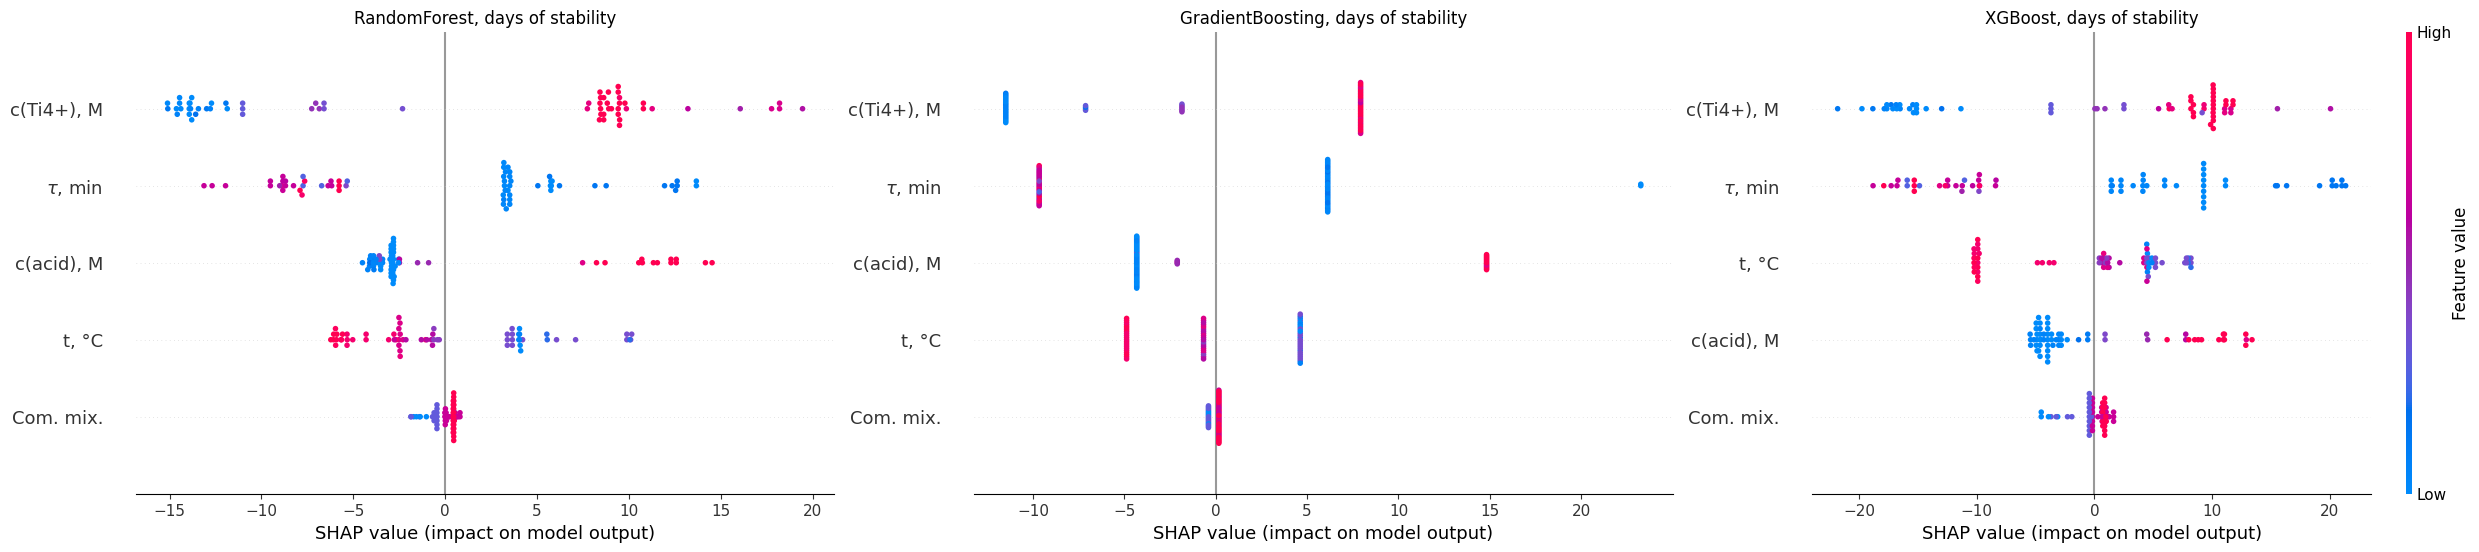 RandomForest, days of stability
c(Ti4+), M
τ, min
c(acid), M
t, °C
Com. mix.
−15 −10 −5 0 5 10 15 20
SHAP value (impact on model output)
GradientBoosting, days of stability
c(Ti4+), M
τ, min
c(acid), M
t, °C
Com. mix.
−10 −5 0 5 10 15 20
SHAP value (impact on model output)
XGBoost, days of stability
c(Ti4+), M
τ, min
t, °C
c(acid), M
Com. mix.
−20 −10 0 10 20
SHAP value (impact on model output)
High
Low
Feature value